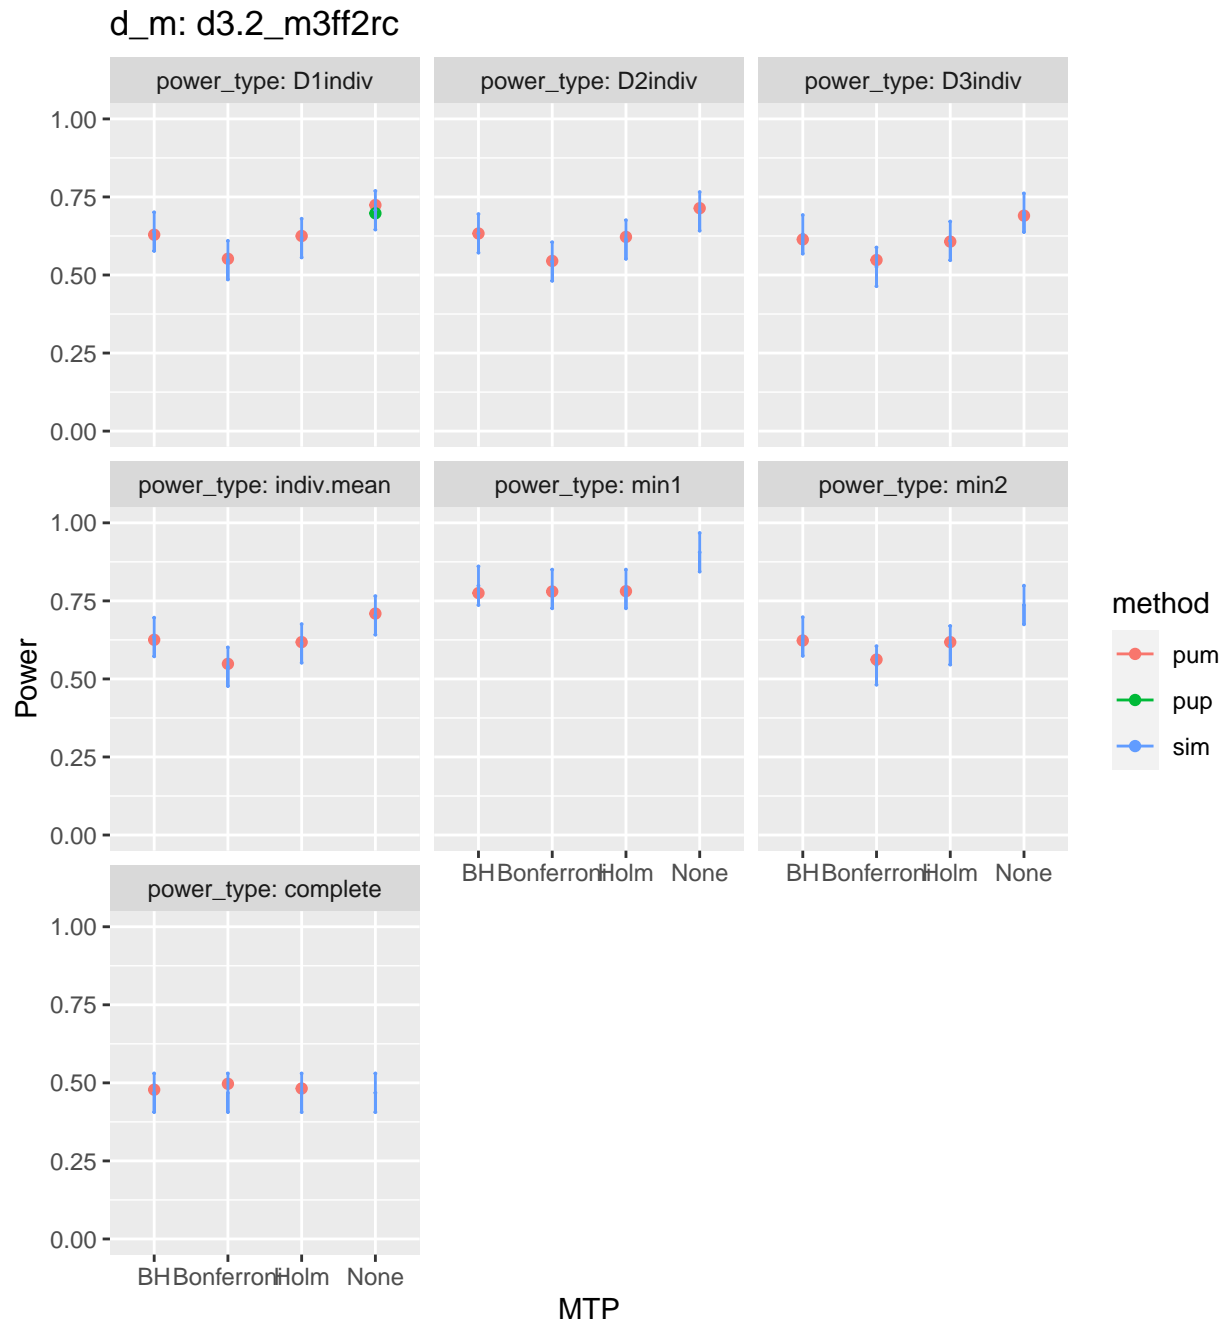 d_m: d3.2_m3ff2rc
power_type: D1indiv
power_type: D2indiv
power_type: D3indiv
1.00
0.75
0.50
0.25
0.00
power_type: indiv.mean
power_type: min1
power_type: min2
1.00
0.75
0.50
0.25
0.00
BH Bonferroni Holm None
BH Bonferroni Holm None
power_type: complete
1.00
0.75
0.50
0.25
0.00
BH Bonferroni Holm None
MTP
Power
method
pum
pup
sim